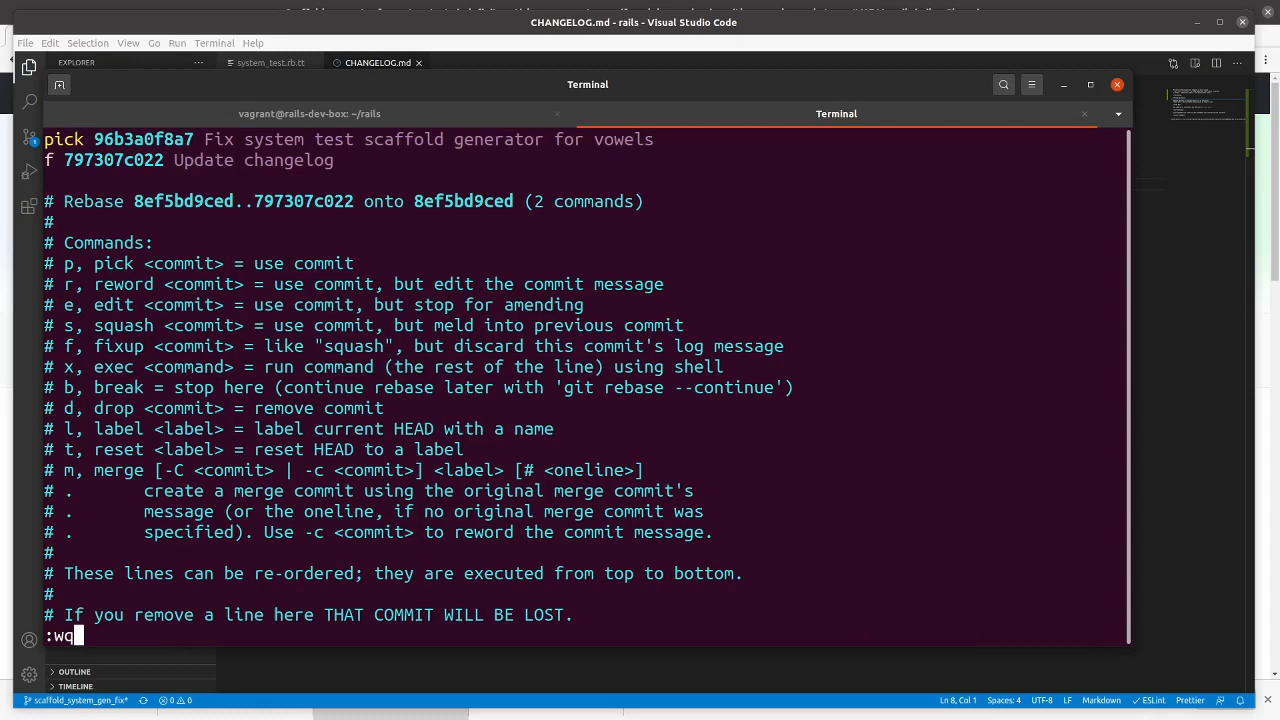 CHANGELOG.md - rails - Visual Studio Code
File Edit Selection View Go Run Terminal Help
EXPLORER
system_test.rb.tt
CHANGELOG.md
Terminal
vagrant@rails-dev-box: ~/rails
Terminal
pick 96b3a0f8a7 Fix system test scaffold generator for vowels
f 797307c022 Update changelog
# Rebase 8ef5bd9ced..797307c022 onto 8ef5bd9ced (2 commands)
#
# Commands:
# p, pick <commit> = use commit
# r, reword <commit> = use commit, but edit the commit message
# e, edit <commit> = use commit, but stop for amending
# s, squash <commit> = use commit, but meld into previous commit
# f, fixup <commit> = like "squash", but discard this commit's log message
# x, exec <command> = run command (the rest of the line) using shell
# b, break = stop here (continue rebase later with 'git rebase --continue')
# d, drop <commit> = remove commit
# l, label <label> = label current HEAD with a name
# t, reset <label> = reset HEAD to a label
# m, merge [-C <commit> | -c <commit>] <label> [# <oneline>]
# .       create a merge commit using the original merge commit's
# .       message (or the oneline, if no original merge commit was
# .       specified). Use -c <commit> to reword the commit message.
#
# These lines can be re-ordered; they are executed from top to bottom.
#
# If you remove a line here THAT COMMIT WILL BE LOST.
:wq
OUTLINE
TIMELINE
scaffold_system_gen_fix* 0 0 Ln 8, Col 1 Spaces: 4 UTF-8 LF Markdown ESLint Prettier